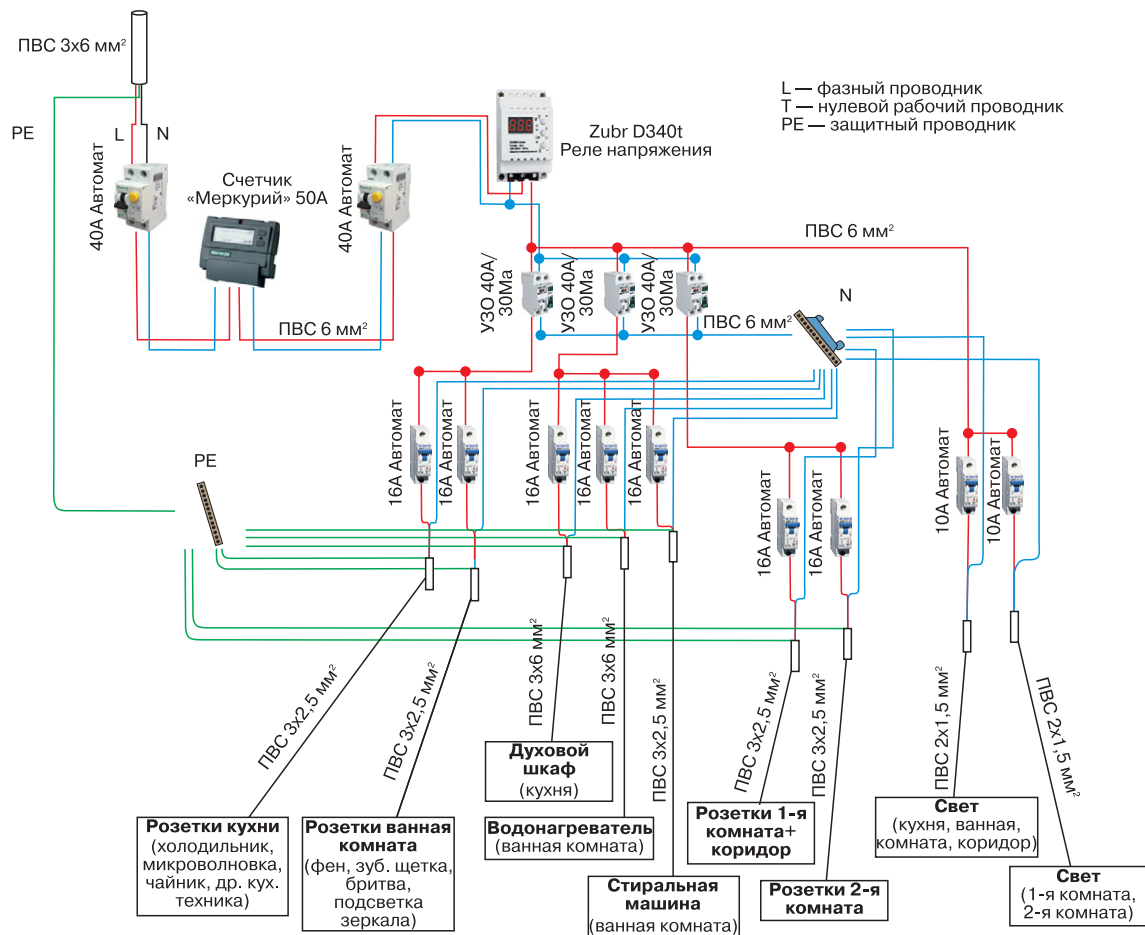 ПВС 3х6 мм²
PE
L
N
40А Автомат
Счетчик
«Меркурий» 50А
40А Автомат
Zubr D340t
Реле напряжения
L — фазный проводник
T — нулевой рабочий проводник
PE — защитный проводник
ПВС 6 мм²
ПВС 6 мм²
УЗО 40А/
30Ма
УЗО 40А/
30Ма
УЗО 40А/
30Ма
ПВС 6 мм²
N
16А Автомат
16А Автомат
16А Автомат
16А Автомат
16А Автомат
16А Автомат
16А Автомат
10А Автомат
10А Автомат
PE
ПВС 3х2,5 мм²
ПВС 3х2,5 мм²
ПВС 3х6 мм²
ПВС 3х6 мм²
ПВС 3х2,5 мм²
ПВС 3х2,5 мм²
ПВС 3х2,5 мм²
ПВС 2х1,5 мм²
ПВС 2х1,5 мм²
Розетки кухни
(холодильник,
микроволновка,
чайник, др. кух.
техника)
Розетки ванная
комната
(фен, зуб. щетка,
бритва,
подсветка
зеркала)
Духовой
шкаф
(кухня)
Водонагреватель
(ванная комната)
Стиральная
машина
(ванная комната)
Розетки 1-я
комната+
коридор
Розетки 2-я
комната
Свет
(кухня, ванная,
комната, коридор)
Свет
(1-я комната,
2-я комната)